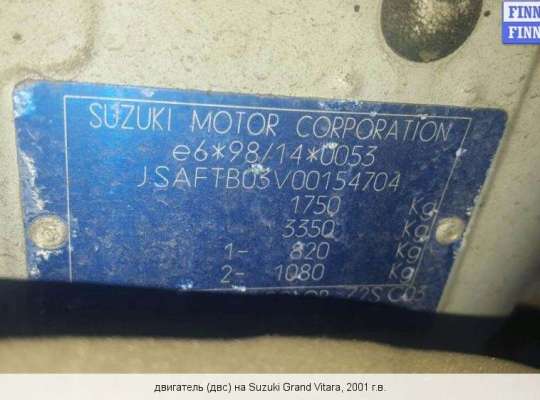 FINN
FINN
SUZUKI MOTOR CORPORATION
e6*98/14*0053
JSAFTB03V00154704
1750 Kg
3350 Kg
1- 820 Kg
2- 1080 Kg
двигатель (двс) на Suzuki Grand Vitara, 2001 г.в.